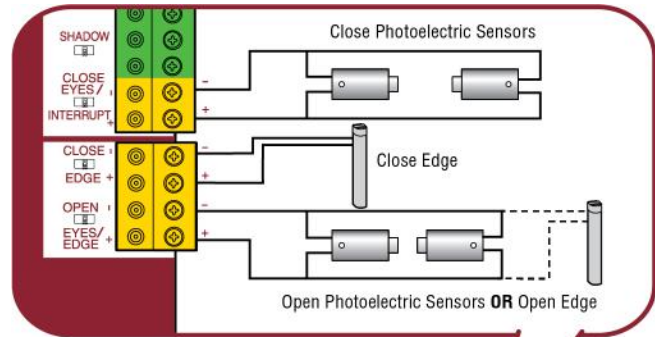 Close Photoelectric Sensors
SHADOW
CLOSE
EYES/ -
INTERRUPT +
-
+
CLOSE -
EDGE +
-
+
Close Edge
OPEN -
EYES/ +
EDGE
-
+
Open Photoelectric Sensors OR Open Edge